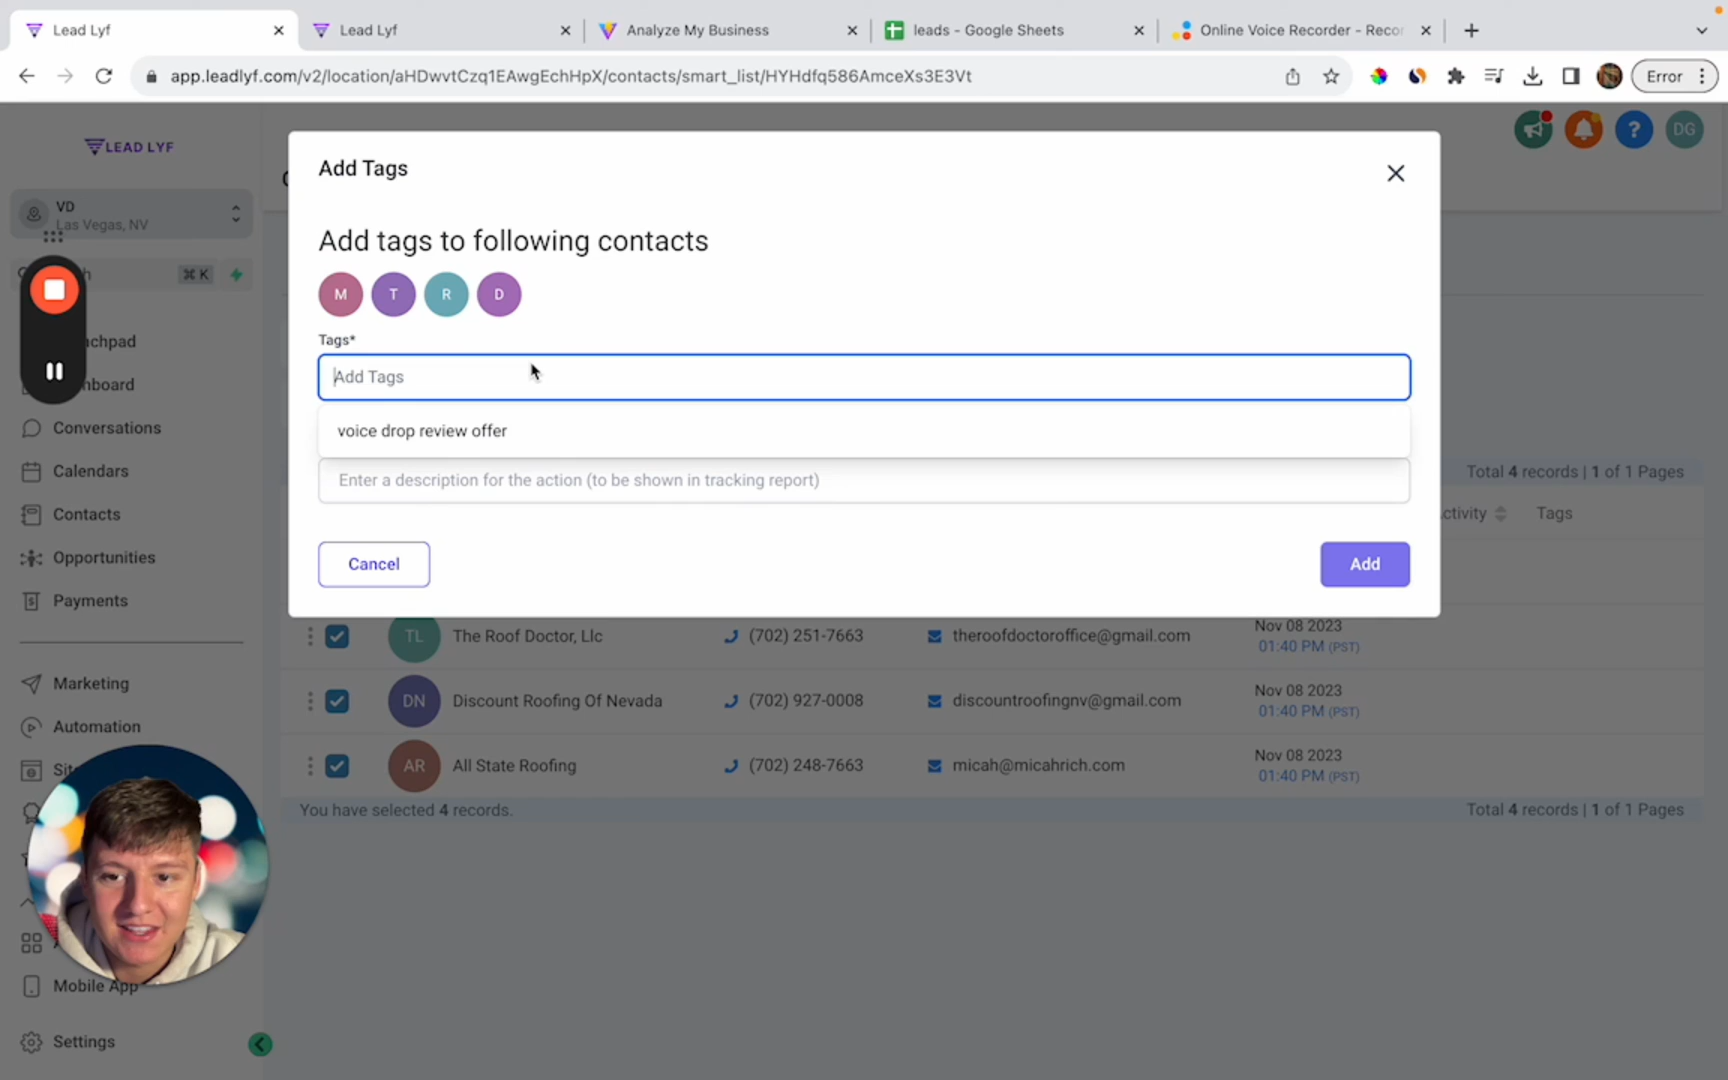 Lead Lyf
Lead Lyf
Analyze My Business
leads - Google Sheets
Online Voice Recorder - Recor
app.leadlyf.com/v2/location/aHDwvtCzq1EAwgEchHpX/contacts/smart_list/HYHdfq586AmceXs3E3Vt
Error
LEAD LYF
VD
Las Vegas, NV
h
⌘ K
nchpad
hboard
Conversations
Calendars
Contacts
Opportunities
Payments
Marketing
Automation
Sit
Mobile App
Settings
?
DG
Add Tags
Add tags to following contacts
M T R D
Tags*
Add Tags
voice drop review offer
Enter a description for the action (to be shown in tracking report)
Cancel
Add
Total 4 records | 1 of 1 Pages
ctivity Tags
TL The Roof Doctor, Llc (702) 251-7663 theroofdoctoroffice@gmail.com Nov 08 2023
01:40 PM (PST)
DN Discount Roofing Of Nevada (702) 927-0008 discountroofingnv@gmail.com Nov 08 2023
01:40 PM (PST)
AR All State Roofing (702) 248-7663 micah@micahrich.com Nov 08 2023
01:40 PM (PST)
You have selected 4 records.
Total 4 records | 1 of 1 Pages